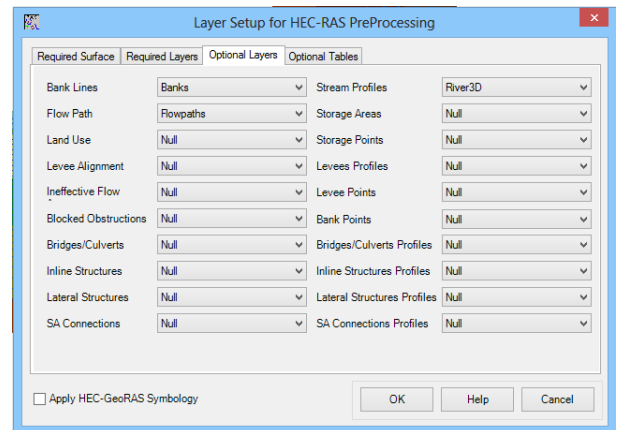 Layer Setup for HEC-RAS PreProcessing
Required Surface Required Layers Optional Layers Optional Tables
Bank Lines Banks Stream Profiles River3D
Flow Path Flowpaths Storage Areas Null
Land Use Null Storage Points Null
Levee Alignment Null Levees Profiles Null
Ineffective Flow Null Levee Points Null
Blocked Obstructions Null Bank Points Null
Bridges/Culverts Null Bridges/Culverts Profiles Null
Inline Structures Null Inline Structures Profiles Null
Lateral Structures Null Lateral Structures Profiles Null
SA Connections Null SA Connections Profiles Null
Apply HEC-GeoRAS Symbology OK Help Cancel